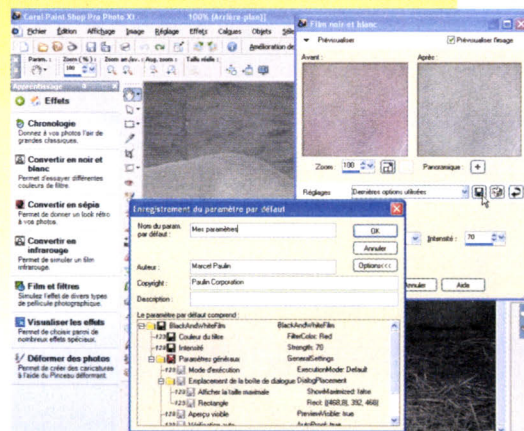 Corel Paint Shop Pro Photo XI
100% (Arrière-plan)]
Fichier Édition Affichage Image Réglage Effets Calques Objets
Amélioration de
Param. : Zoom ( % ) : Taille réelle :
100
Apprentissage
Effets
Chronologie
Donnez à vos photos l'air de
grandes classiques.
Convertir en noir et
blanc
Permet d'essayer différentes
couleurs de filtre.
Convertir en sépia
Permet de donner un look rétro
à vos photos.
Convertir en
infrarouge
Permet de simuler un film
infrarouge.
Film et filtres
Simulez l'effet de divers types
de pellicule photographique.
Visualiser les effets
Permet de choisir parmi de
nombreux effets spéciaux.
Déformer des photos
Permet de créer des caricatures
à l'aide du Pinceau déformant.
Film noir et blanc
Prévisualiser
Prévisualiser l'image
Avant :
Après :
Zoom : 100
Panoramique :
Réglages
Dernières options utilisées
Intensité : 70
Annuler
Aide
Enregistrement du paramètre par défaut
Nom du param.
par défaut :
Mes paramètres
OK
Annuler
Options<<<
Auteur :
Marcel Paulin
Copyright :
Paulin Corporation
Description :
Le paramètre par défaut comprend :
BlackAndWhiteFilm BlackAndWhiteFilm
Couleur du filtre FilterColor: Red
Intensité Strength: 70
Paramètres généraux GeneralSettings
Mode d'exécution ExecutionMode: Default
Emplacement de la boîte de dialogue DialogPlacement
Afficher la taille maximale ShowMaximized: false
Rectangle Rect: [(468,8), 392, 468]
Aperçu visible PreviewVisible: true